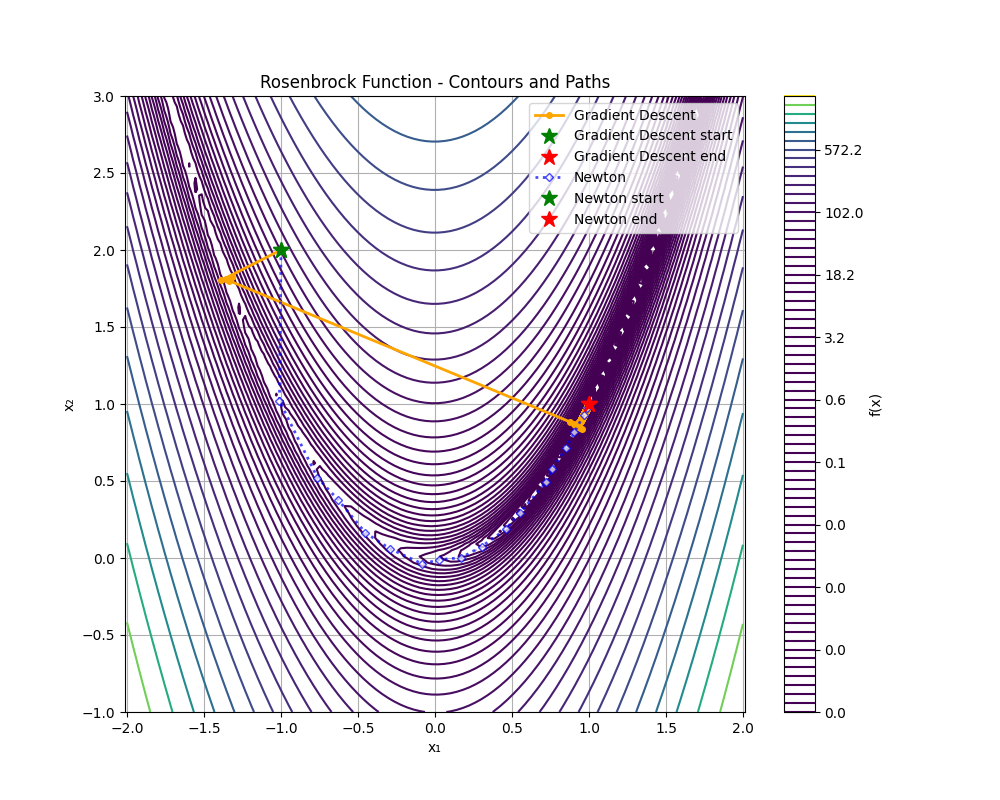 Rosenbrock Function - Contours and Paths
3.0
2.5
2.0
1.5
1.0
0.5
0.0
−0.5
−1.0
x₂
−2.0
−1.5
−1.0
−0.5
0.0
0.5
1.0
1.5
2.0
x₁
Gradient Descent
Gradient Descent start
Gradient Descent end
Newton
Newton start
Newton end
572.2
102.0
18.2
3.2
0.6
0.1
0.0
0.0
0.0
0.0
f(x)